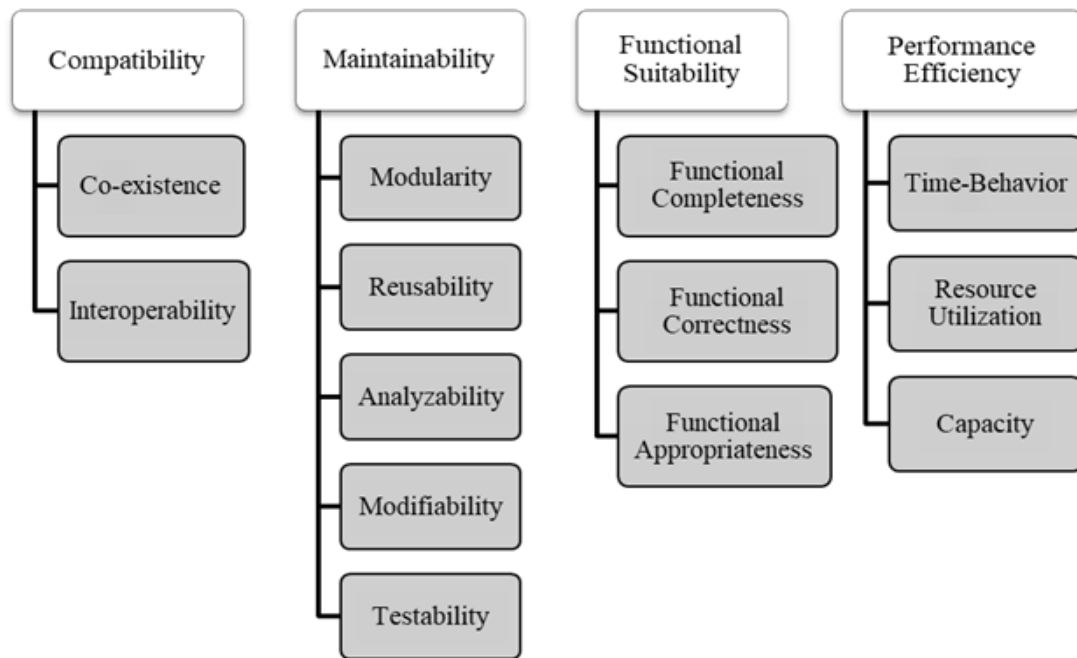 Compatibility
Co-existence
Interoperability
Maintainability
Modularity
Reusability
Analyzability
Modifiability
Testability
Functional
Suitability
Functional
Completeness
Functional
Correctness
Functional
Appropriateness
Performance
Efficiency
Time-Behavior
Resource
Utilization
Capacity